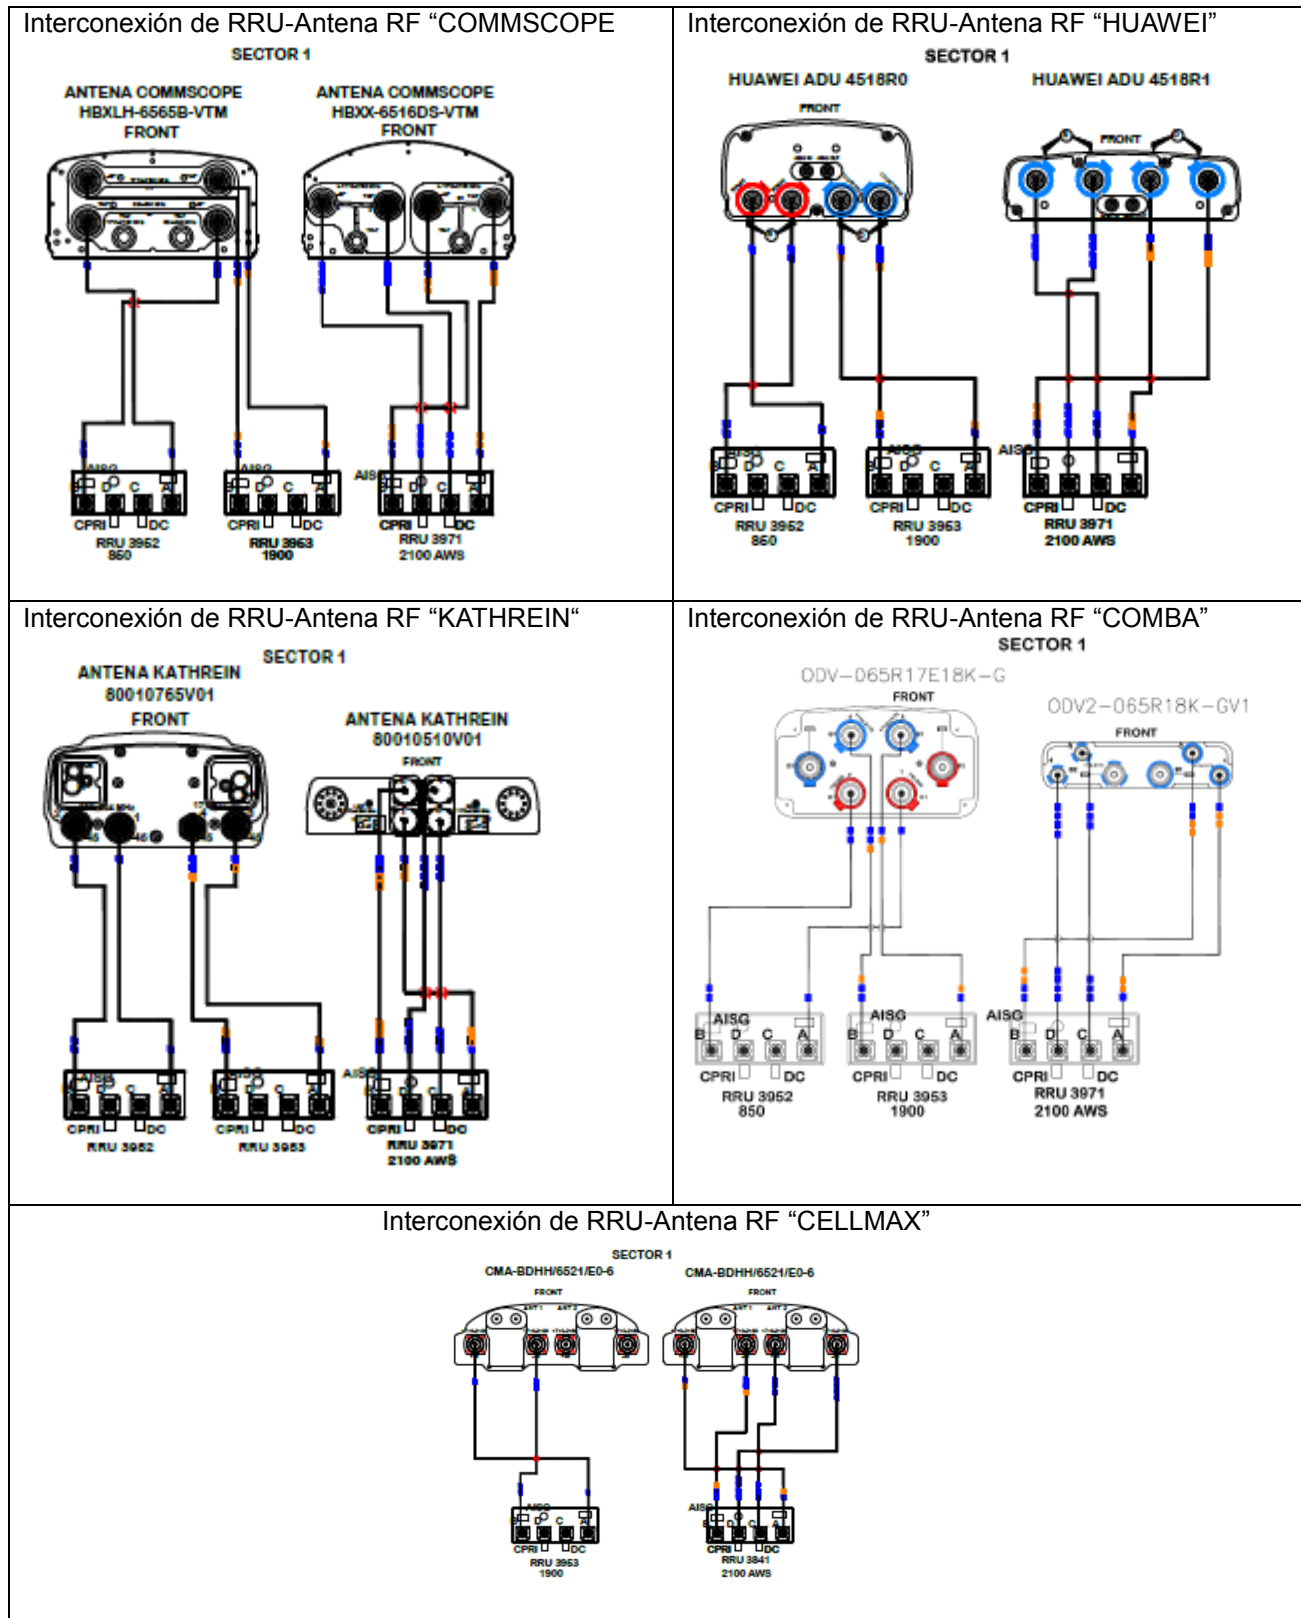 Interconexión de RRU-Antena RF “COMMSCOPE
SECTOR 1
ANTENA COMMSCOPE
HBXLH-6565B-VTM
FRONT
ANTENA COMMSCOPE
HBXX-6516DS-VTM
FRONT
AISG
B D C A
CPRI DC
RRU 3952
850
AISG
B D C A
CPRI DC
RRU 3953
1900
AISG
B D C A
CPRI DC
RRU 3971
2100 AWS
Interconexión de RRU-Antena RF “HUAWEI”
SECTOR 1
HUAWEI ADU 4518R0
FRONT
HUAWEI ADU 4518R1
FRONT
AISG
B D C A
CPRI DC
RRU 3952
850
AISG
B D C A
CPRI DC
RRU 3953
1900
AISG
CPRI DC
RRU 3971
2100 AWS
Interconexión de RRU-Antena RF “KATHREIN“
SECTOR 1
ANTENA KATHREIN
80010765V01
FRONT
ANTENA KATHREIN
80010510V01
FRONT
AISG
B D C A
CPRI DC
RRU 3952
AISG
B D C A
CPRI DC
RRU 3953
AISG
B D C A
CPRI DC
RRU 3971
2100 AWS
Interconexión de RRU-Antena RF “COMBA”
SECTOR 1
ODV-065R17E18K-G
FRONT
ODV2-065R18K-GV1
FRONT
AISG
B D C A
CPRI DC
RRU 3952
850
AISG
B D C A
CPRI DC
RRU 3953
1900
AISG
B D C A
CPRI DC
RRU 3971
2100 AWS
Interconexión de RRU-Antena RF “CELLMAX”
SECTOR 1
CMA-BDHH/6521/E0-6
FRONT
ANT 1 ANT 2
CMA-BDHH/6521/E0-6
FRONT
ANT 1 ANT 2
AISG
B D C A
CPRI DC
RRU 3953
1900
AISG
B D C A
CPRI DC
RRU 3841
2100 AWS